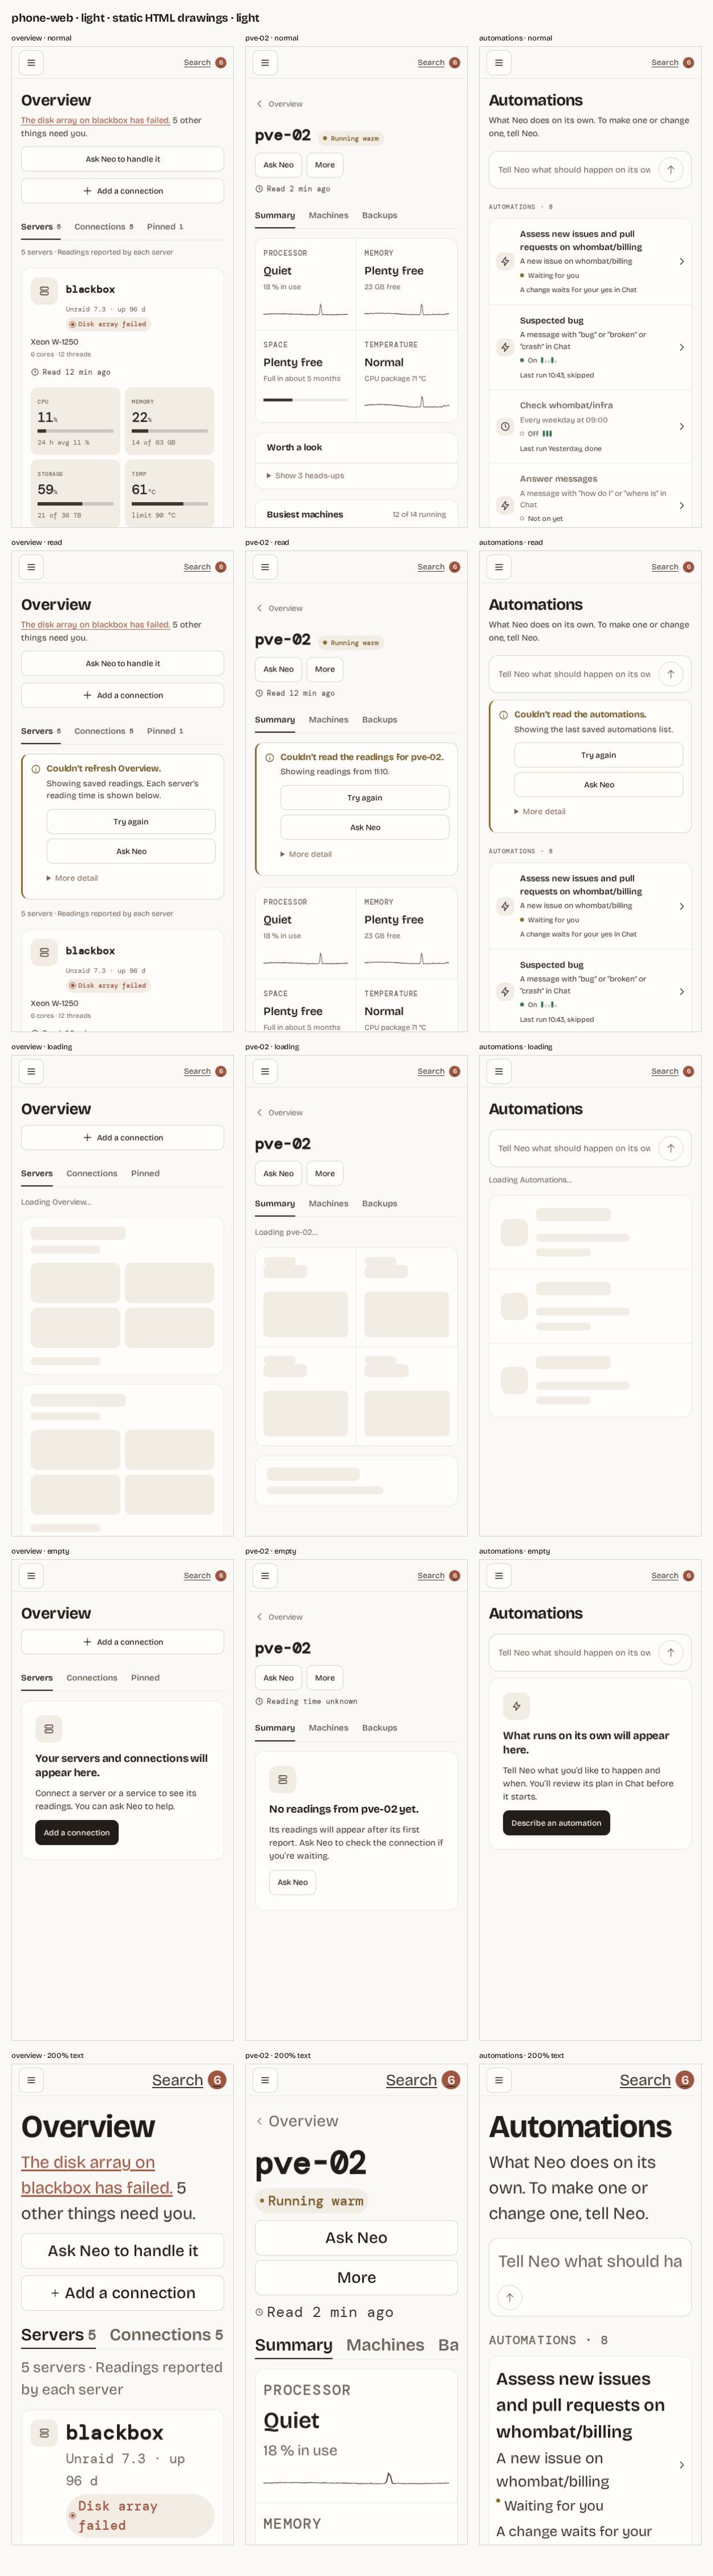 phone-web · light · static HTML drawings · light
overview · normal
pve-02 · normal
automations · normal
Search 6
Overview
The disk array on blackbox has failed. 5 other
things need you.
Ask Neo to handle it
+ Add a connection
Servers 5 Connections 5 Pinned 1
5 servers · Readings reported by each server
blackbox
Unraid 7.3 · up 96 d
Disk array failed
Xeon W-1250
6 cores · 12 threads
Read 12 min ago
CPU
11%
24 h avg 11 %
MEMORY
22%
14 of 63 GB
STORAGE
59%
21 of 36 TB
TEMP
61°C
limit 90 °C
Search 6
Overview
pve-02 Running warm
Ask Neo More
Read 2 min ago
Summary Machines Backups
PROCESSOR
Quiet
18 % in use
MEMORY
Plenty free
23 GB free
SPACE
Plenty free
Full in about 5 months
TEMPERATURE
Normal
CPU package 71 °C
Worth a look
Show 3 heads-ups
Busiest machines 12 of 14 running
Search 6
Automations
What Neo does on its own. To make one or change
one, tell Neo.
Tell Neo what should happen on its ow
AUTOMATIONS · 8
Assess new issues and pull
requests on whombat/billing
A new issue on whombat/billing
Waiting for you
A change waits for your yes in Chat
Suspected bug
A message with "bug" or "broken" or
"crash" in Chat
On
Last run 10:43, skipped
Check whombat/infra
Every weekday at 09:00
Off
Last run Yesterday, done
Answer messages
A message with "how do I" or "where is" in
Chat
Not on yet
overview · read
pve-02 · read
automations · read
Search 6
Overview
The disk array on blackbox has failed. 5 other
things need you.
Ask Neo to handle it
+ Add a connection
Servers 5 Connections 5 Pinned 1
Couldn't refresh Overview.
Showing saved readings. Each server's
reading time is shown below.
Try again
Ask Neo
More detail
5 servers · Readings reported by each server
blackbox
Unraid 7.3 · up 96 d
Disk array failed
Xeon W-1250
6 cores · 12 threads
Search 6
Overview
pve-02 Running warm
Ask Neo More
Read 12 min ago
Summary Machines Backups
Couldn't read the readings for pve-02.
Showing readings from 11:10.
Try again
Ask Neo
More detail
PROCESSOR
Quiet
18 % in use
MEMORY
Plenty free
23 GB free
SPACE
Plenty free
Full in about 5 months
TEMPERATURE
Normal
CPU package 71 °C
Search 6
Automations
What Neo does on its own. To make one or change
one, tell Neo.
Tell Neo what should happen on its ow
Couldn't read the automations.
Showing the last saved automations list.
Try again
Ask Neo
More detail
AUTOMATIONS · 8
Assess new issues and pull
requests on whombat/billing
A new issue on whombat/billing
Waiting for you
A change waits for your yes in Chat
Suspected bug
A message with "bug" or "broken" or
"crash" in Chat
On
Last run 10:43, skipped
overview · loading
pve-02 · loading
automations · loading
Search 6
Overview
+ Add a connection
Servers Connections Pinned
Loading Overview…
Search 6
Overview
pve-02
Ask Neo More
Summary Machines Backups
Loading pve-02…
Search 6
Automations
Tell Neo what should happen on its ow
Loading Automations…
overview · empty
pve-02 · empty
automations · empty
Search 6
Overview
+ Add a connection
Servers Connections Pinned
Your servers and connections will
appear here.
Connect a server or a service to see its
readings. You can ask Neo to help.
Add a connection
Search 6
Overview
pve-02
Ask Neo More
Reading time unknown
Summary Machines Backups
No readings from pve-02 yet.
Its readings will appear after its first
report. Ask Neo to check the connection if
you're waiting.
Ask Neo
Search 6
Automations
Tell Neo what should happen on its ow
What runs on its own will appear
here.
Tell Neo what you'd like to happen and
when. You'll review its plan in Chat before
it starts.
Describe an automation
overview · 200% text
pve-02 · 200% text
automations · 200% text
Search 6
Overview
The disk array on
blackbox has failed. 5
other things need you.
Ask Neo to handle it
+ Add a connection
Servers 5 Connections 5
5 servers · Readings reported
by each server
blackbox
Unraid 7.3 · up
96 d
Disk array
failed
Search 6
Overview
pve-02
Running warm
Ask Neo
More
Read 2 min ago
Summary Machines Ba
PROCESSOR
Quiet
18 % in use
MEMORY
Search 6
Automations
What Neo does on its
own. To make one or
change one, tell Neo.
Tell Neo what should ha
AUTOMATIONS · 8
Assess new issues
and pull requests on
whombat/billing
A new issue on
whombat/billing
Waiting for you
A change waits for your